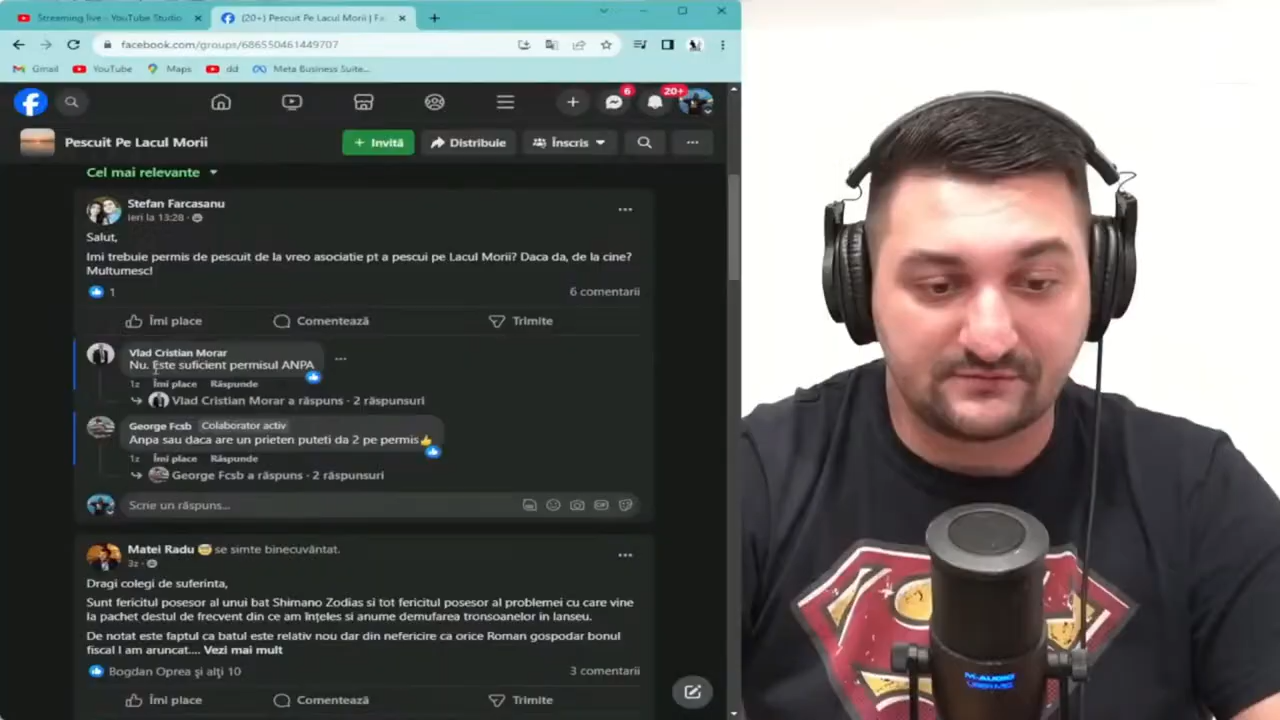 Streaming live - YouTube Studio
(20+) Pescuit Pe Lacul Morii | Fa
facebook.com/groups/686550461449707
Gmail YouTube Maps dd Meta Business Suite...
6 20+
Pescuit Pe Lacul Morii
+ Invită
Distribuie
Înscris
Cel mai relevante
Stefan Farcasanu
Ieri la 13:28
Salut,
Imi trebuie permis de pescuit de la vreo asociatie pt a pescui pe Lacul Morii? Daca da, de la cine?
Multumesc!
1 6 comentarii
Îmi place Comentează Trimite
Vlad Cristian Morar
Nu. Este suficient permisul ANPA
1z Îmi place Răspunde
Vlad Cristian Morar a răspuns · 2 răspunsuri
George Fcsb Colaborator activ
Anpa sau daca are un prieten puteti da 2 pe permis👍
1z Îmi place Răspunde
George Fcsb a răspuns · 2 răspunsuri
Scrie un răspuns...
Matei Radu 😇 se simte binecuvântat.
3z
Dragi colegi de suferinta,
Sunt fericitul posesor al unui bat Shimano Zodias si tot fericitul posesor al problemei cu care vine
la pachet destul de frecvent din ce am înțeles si anume demufarea tronsoanelor in lanseu.
De notat este faptul ca batul este relativ nou dar din nefericire ca orice Roman gospodar bonul
fiscal l am aruncat.... Vezi mai mult
Bogdan Oprea și alți 10 3 comentarii
Îmi place Comentează Trimite
M-AUDIO